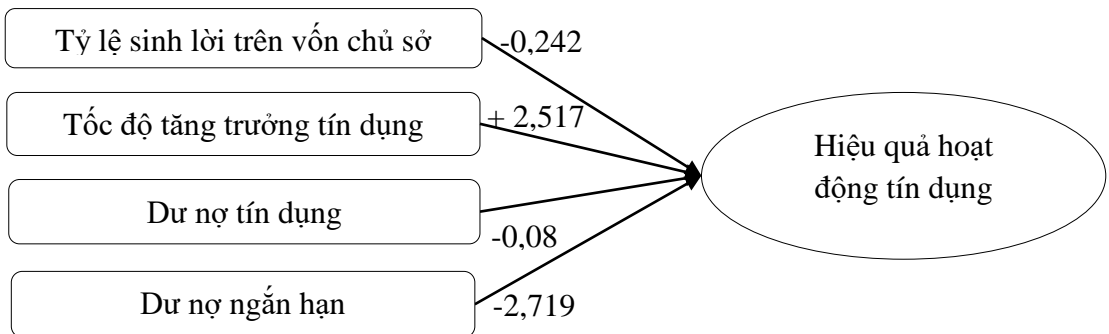 Tỷ lệ sinh lời trên vốn chủ sở
-0,242
Tốc độ tăng trưởng tín dụng
+ 2,517
Hiệu quả hoạt
động tín dụng
Dư nợ tín dụng
-0,08
Dư nợ ngắn hạn
-2,719